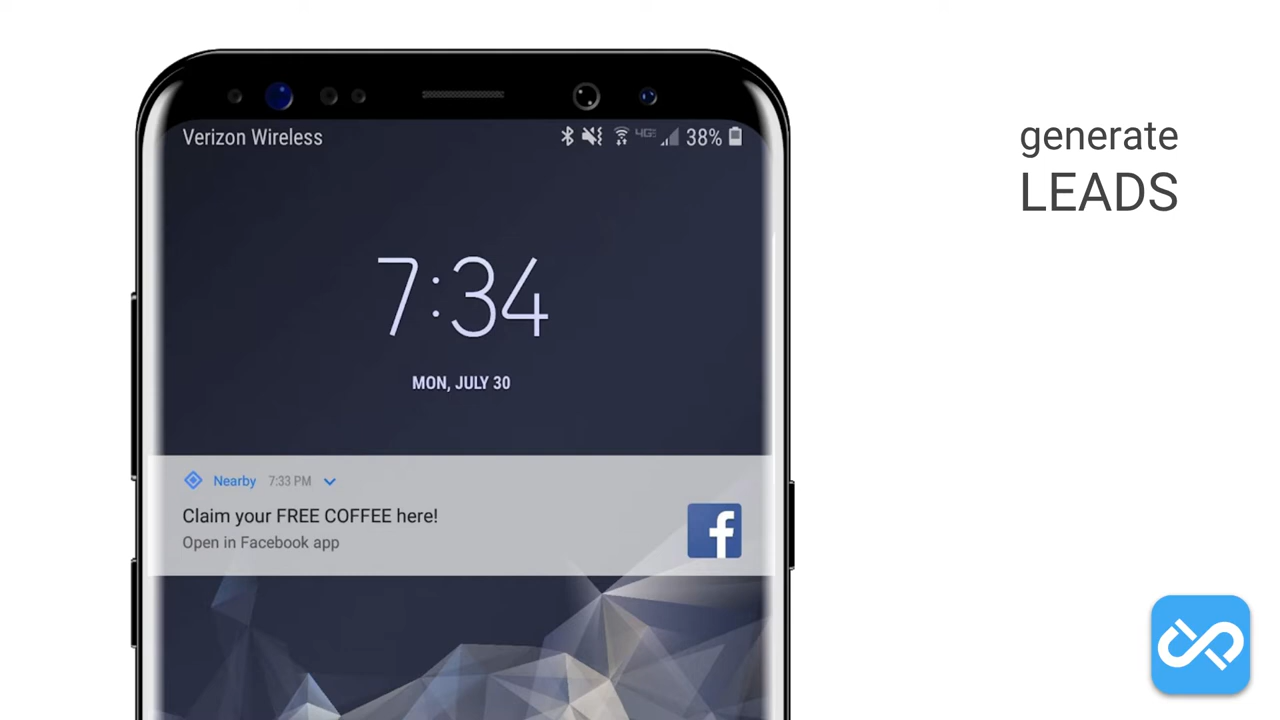 Verizon Wireless
4GE 38%
7:34
MON, JULY 30
Nearby 7:33 PM
Claim your FREE COFFEE here!
Open in Facebook app
generate
LEADS